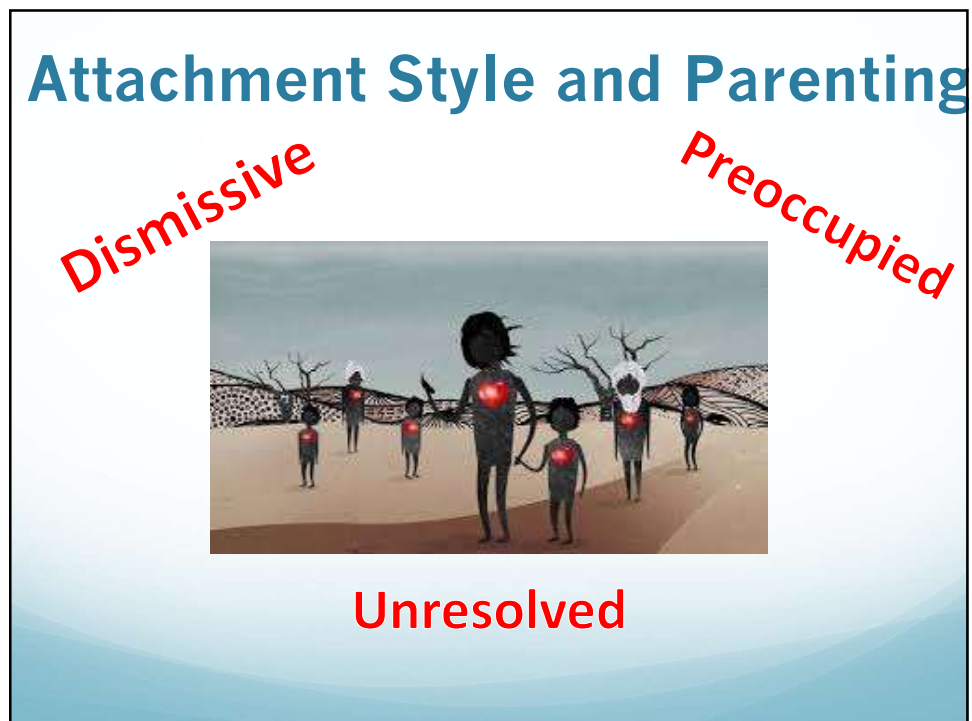 Attachment Style and Parenting
Dismissive
Preoccupied
Unresolved